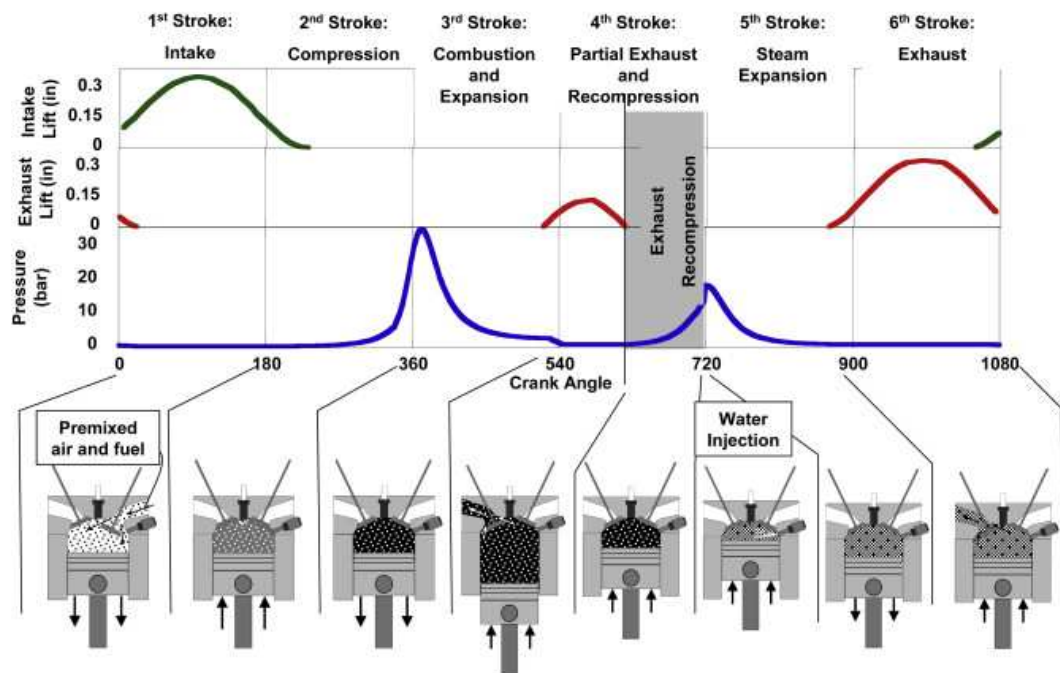 1st Stroke: 2nd Stroke: 3rd Stroke: 4th Stroke: 5th Stroke: 6th Stroke:
Intake Compression Combustion Partial Exhaust Steam Exhaust
and and Expansion
Expansion Recompression
Intake
Lift (in)
0.3
0.15
0
Exhaust
Lift (in)
0.3
0.15
0
Pressure
(bar)
30
20
10
0
Exhaust
Recompression
0 180 360 540 720 900 1080
Crank Angle
Premixed
air and fuel
Water
Injection